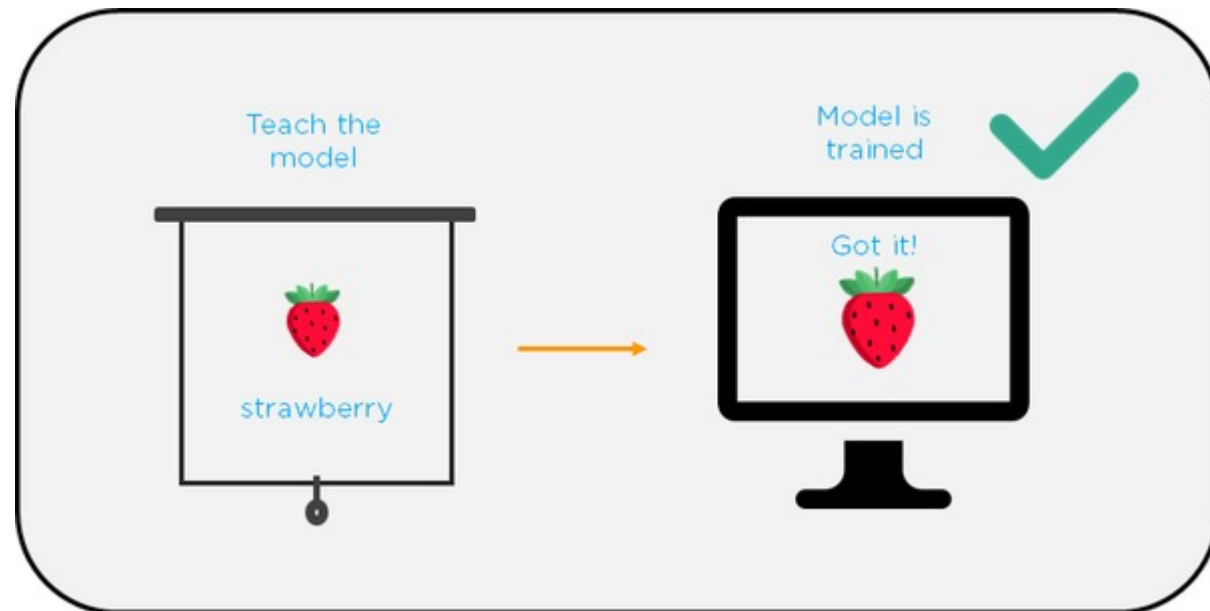 Teach the
model
strawberry
Model is
trained
Got it!